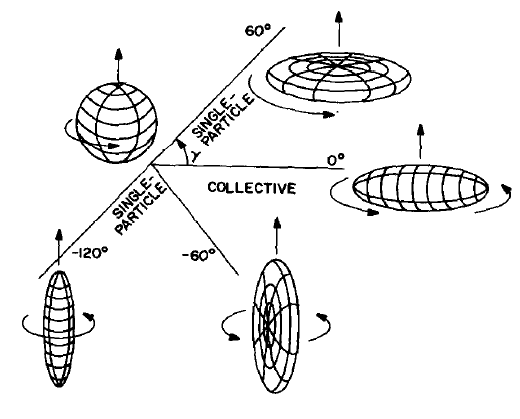 60°
SINGLE-
PARTICLE
γ
0°
COLLECTIVE
SINGLE-
PARTICLE
-120°
-60°